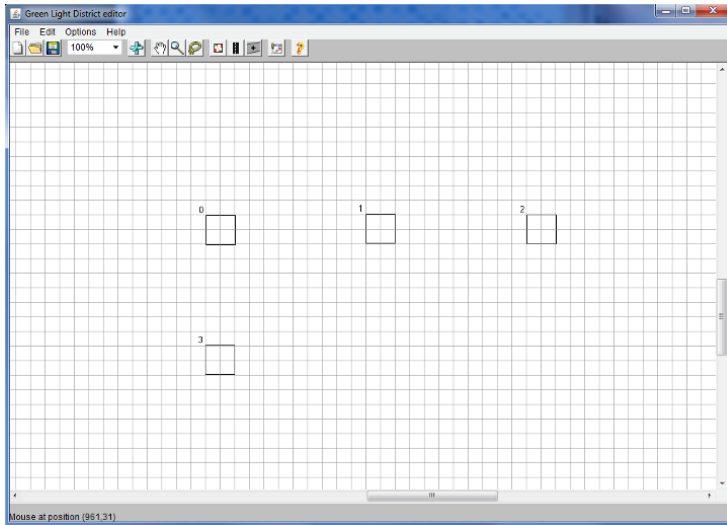 Green Light District editor
File Edit Options Help
100%
0
1
2
3
Mouse at position (961,31)